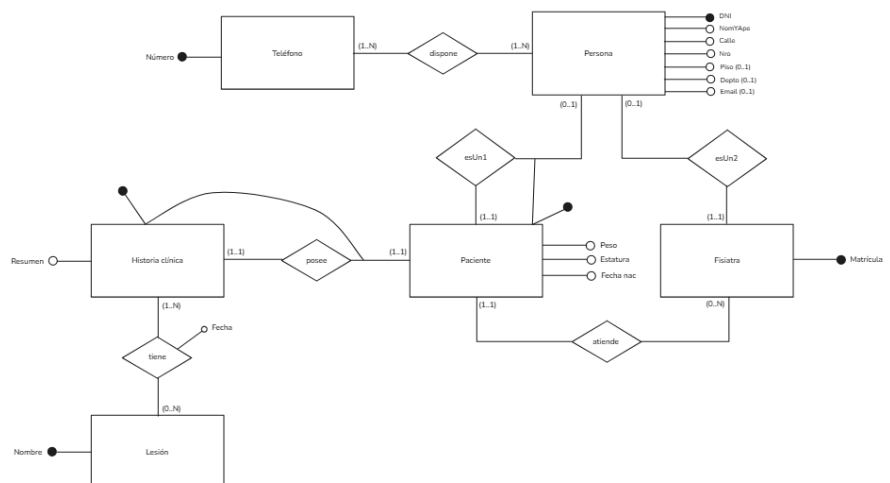 DNI
NomYApe
Calle
Nro
Piso (0..1)
Depto (0..1)
Email (0..1)
Número
Teléfono
(1..N)
dispone
(1..N)
Persona
(0..1)
(0..1)
esUn1
esUn2
(1..1)
(1..1)
Resumen
Historia clínica
(1..1)
posee
(1..1)
Paciente
Peso
Estatura
Fecha nac
Fisiatra
Matrícula
(1..N)
(1..1)
(0..N)
Fecha
tiene
atiende
(0..N)
Nombre
Lesión